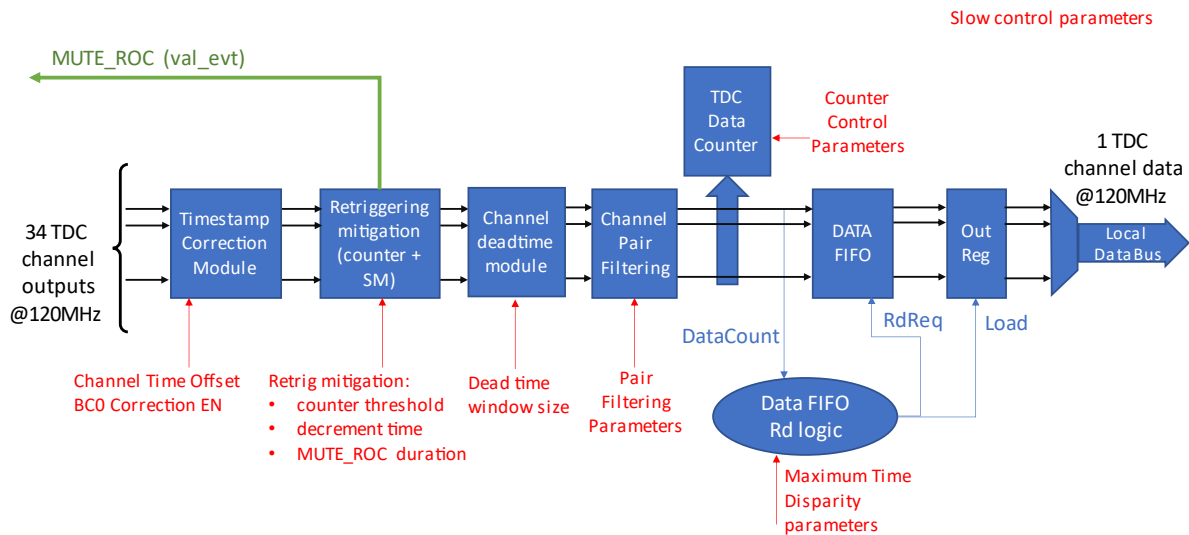 Slow control parameters
MUTE_ROC (val_evt)
TDC
Data
Counter
Counter
Control
Parameters
34 TDC
channel
outputs
@120MHz
Timestamp
Correction
Module
Retriggering
mitigation
(counter +
SM)
Channel
deadtime
module
Channel
Pair
Filtering
DATA
FIFO
Out
Reg
1 TDC
channel data
@120MHz
Local
DataBus
DataCount
RdReq
Load
Channel Time Offset
BC0 Correction EN
Retrig mitigation:
• counter threshold
• decrement time
• MUTE_ROC duration
Dead time
window size
Pair
Filtering
Parameters
Data FIFO
Rd logic
Maximum Time
Disparity
parameters